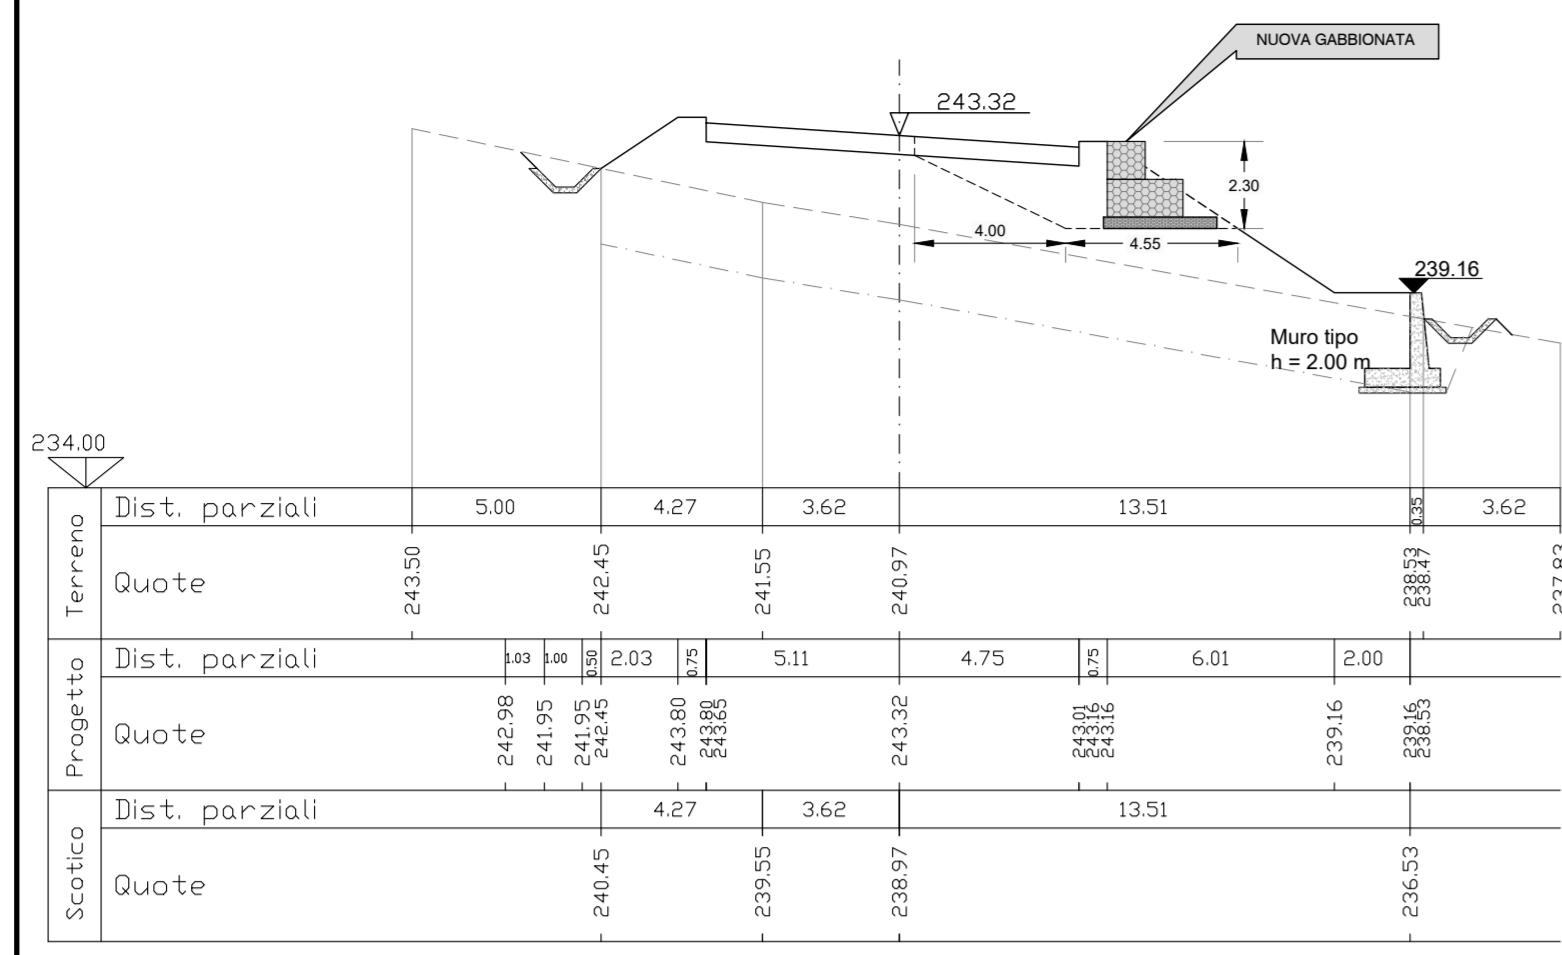 NUOVA GABBIONATA
243.32
2.30
4.00
4.55
239.16
Muro tipo
h = 2.00 m
234.00
Terreno
Dist. parziali
5.00 4.27 3.62 13.51 0.35 3.62
Quote
243.50 242.45 241.55 240.97 238.53 238.47 237.83
Progetto
Dist. parziali
1.03 1.00 0.50 2.03 0.75 5.11 4.75 0.75 6.01 2.00
Quote
242.98 241.95 241.95 242.45 243.80 243.80 243.65 243.32 243.01 243.16 243.16 239.16 239.16 238.53
Scotico
Dist. parziali
4.27 3.62 13.51
Quote
240.45 239.55 238.97 236.53